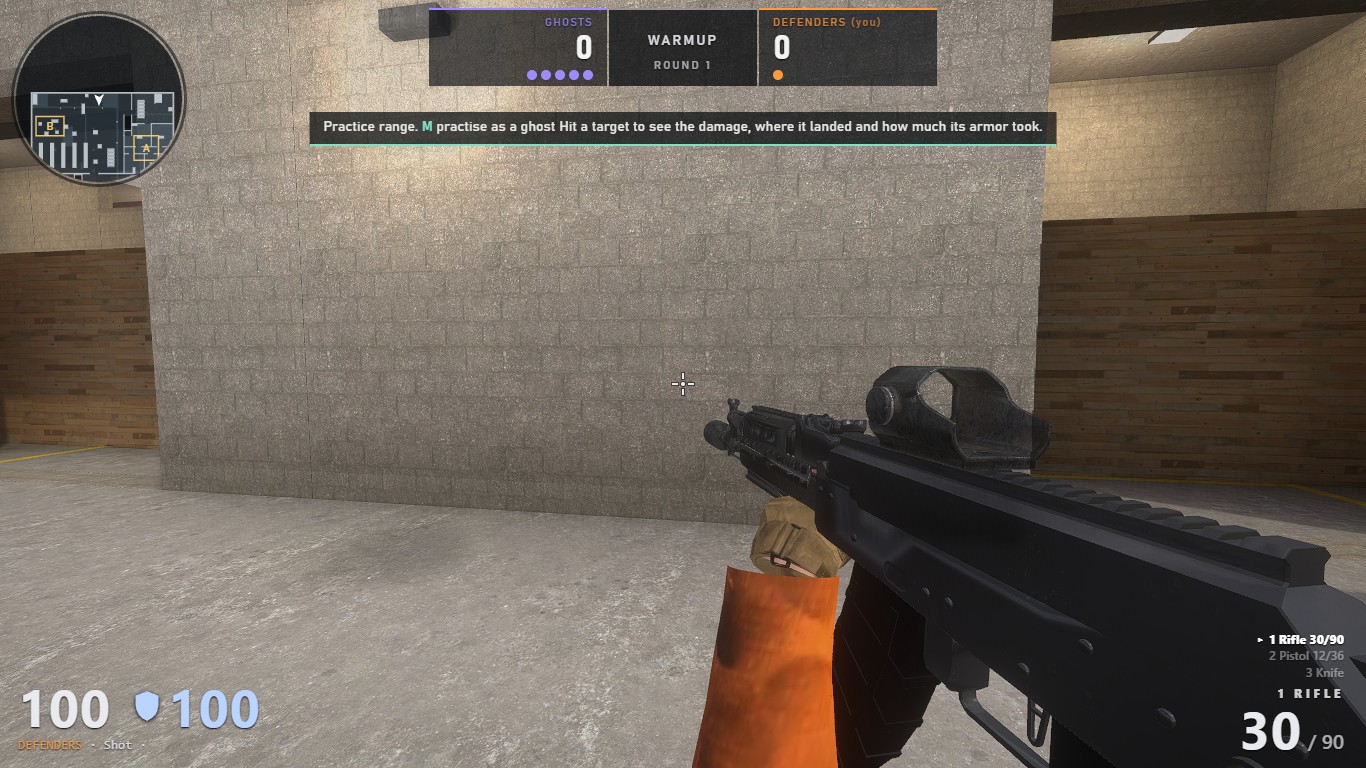 GHOSTS
0
WARMUP
ROUND 1
DEFENDERS (you)
0
Practice range. M practise as a ghost Hit a target to see the damage, where it landed and how much its armor took.
B
A
▸ 1 Rifle 30/90
2 Pistol 12/36
3 Knife
1 RIFLE
30 / 90
100 100
DEFENDERS · Shot ·